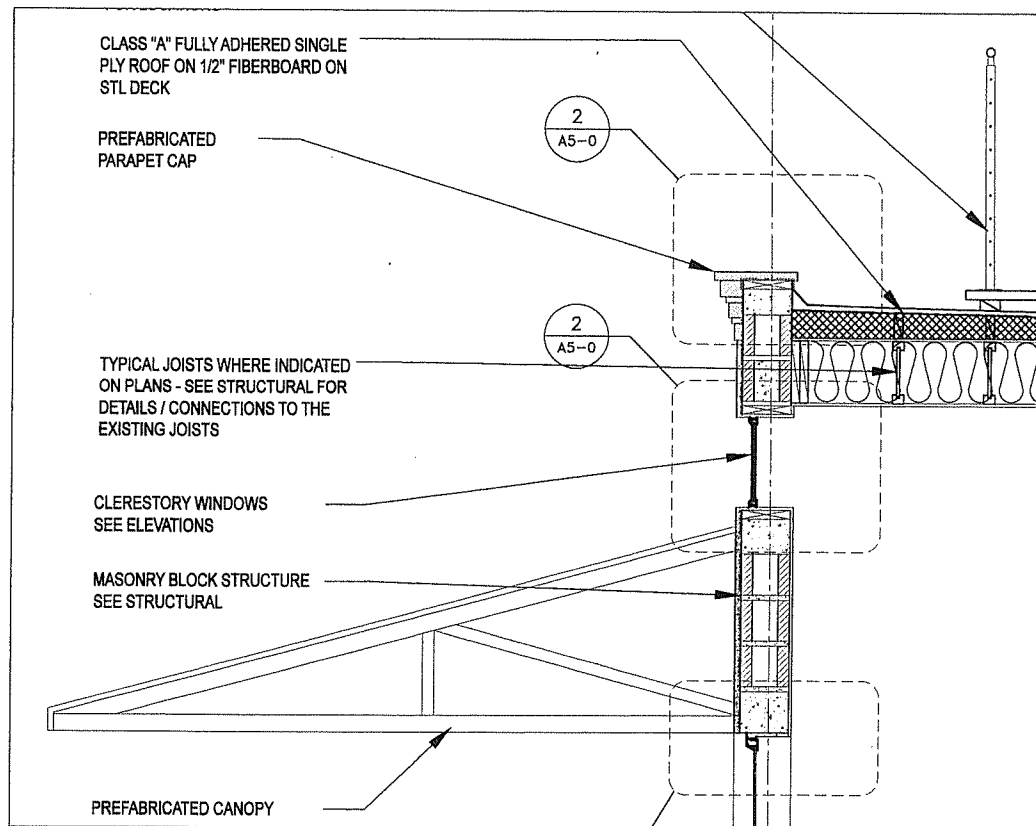 CLASS "A" FULLY ADHERED SINGLE
PLY ROOF ON 1/2" FIBERBOARD ON
STL DECK
2
A5-0
PREFABRICATED
PARAPET CAP
2
A5-0
TYPICAL JOISTS WHERE INDICATED
ON PLANS - SEE STRUCTURAL FOR
DETAILS / CONNECTIONS TO THE
EXISTING JOISTS
CLERESTORY WINDOWS
SEE ELEVATIONS
MASONRY BLOCK STRUCTURE
SEE STRUCTURAL
PREFABRICATED CANOPY